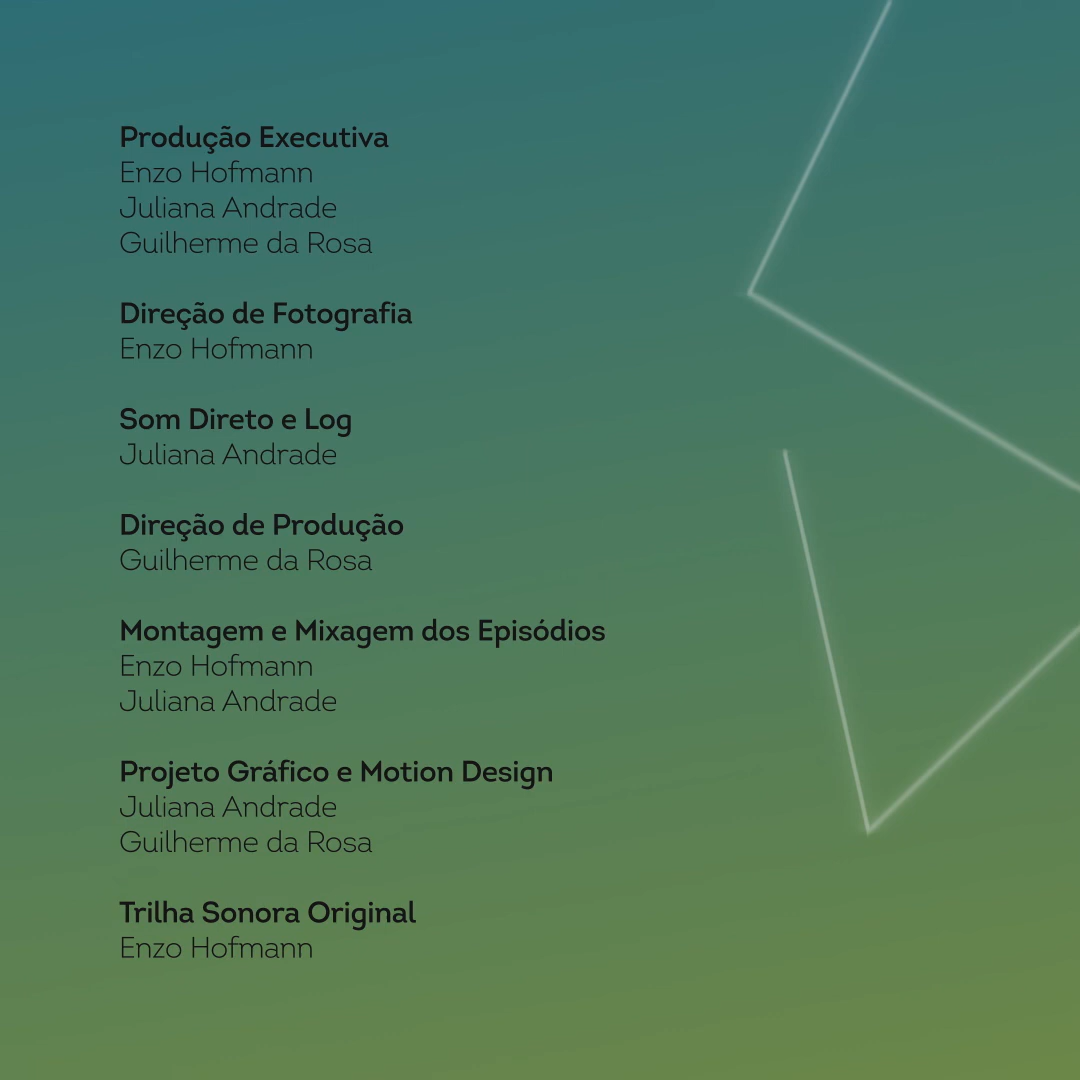 Produção Executiva
Enzo Hofmann
Juliana Andrade
Guilherme da Rosa
Direção de Fotografia
Enzo Hofmann
Som Direto e Log
Juliana Andrade
Direção de Produção
Guilherme da Rosa
Montagem e Mixagem dos Episódios
Enzo Hofmann
Juliana Andrade
Projeto Gráfico e Motion Design
Juliana Andrade
Guilherme da Rosa
Trilha Sonora Original
Enzo Hofmann